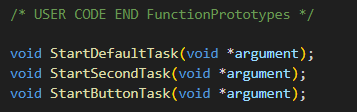 /* USER CODE END FunctionPrototypes */
void StartDefaultTask(void *argument);
void StartSecondTask(void *argument);
void StartButtonTask(void *argument);